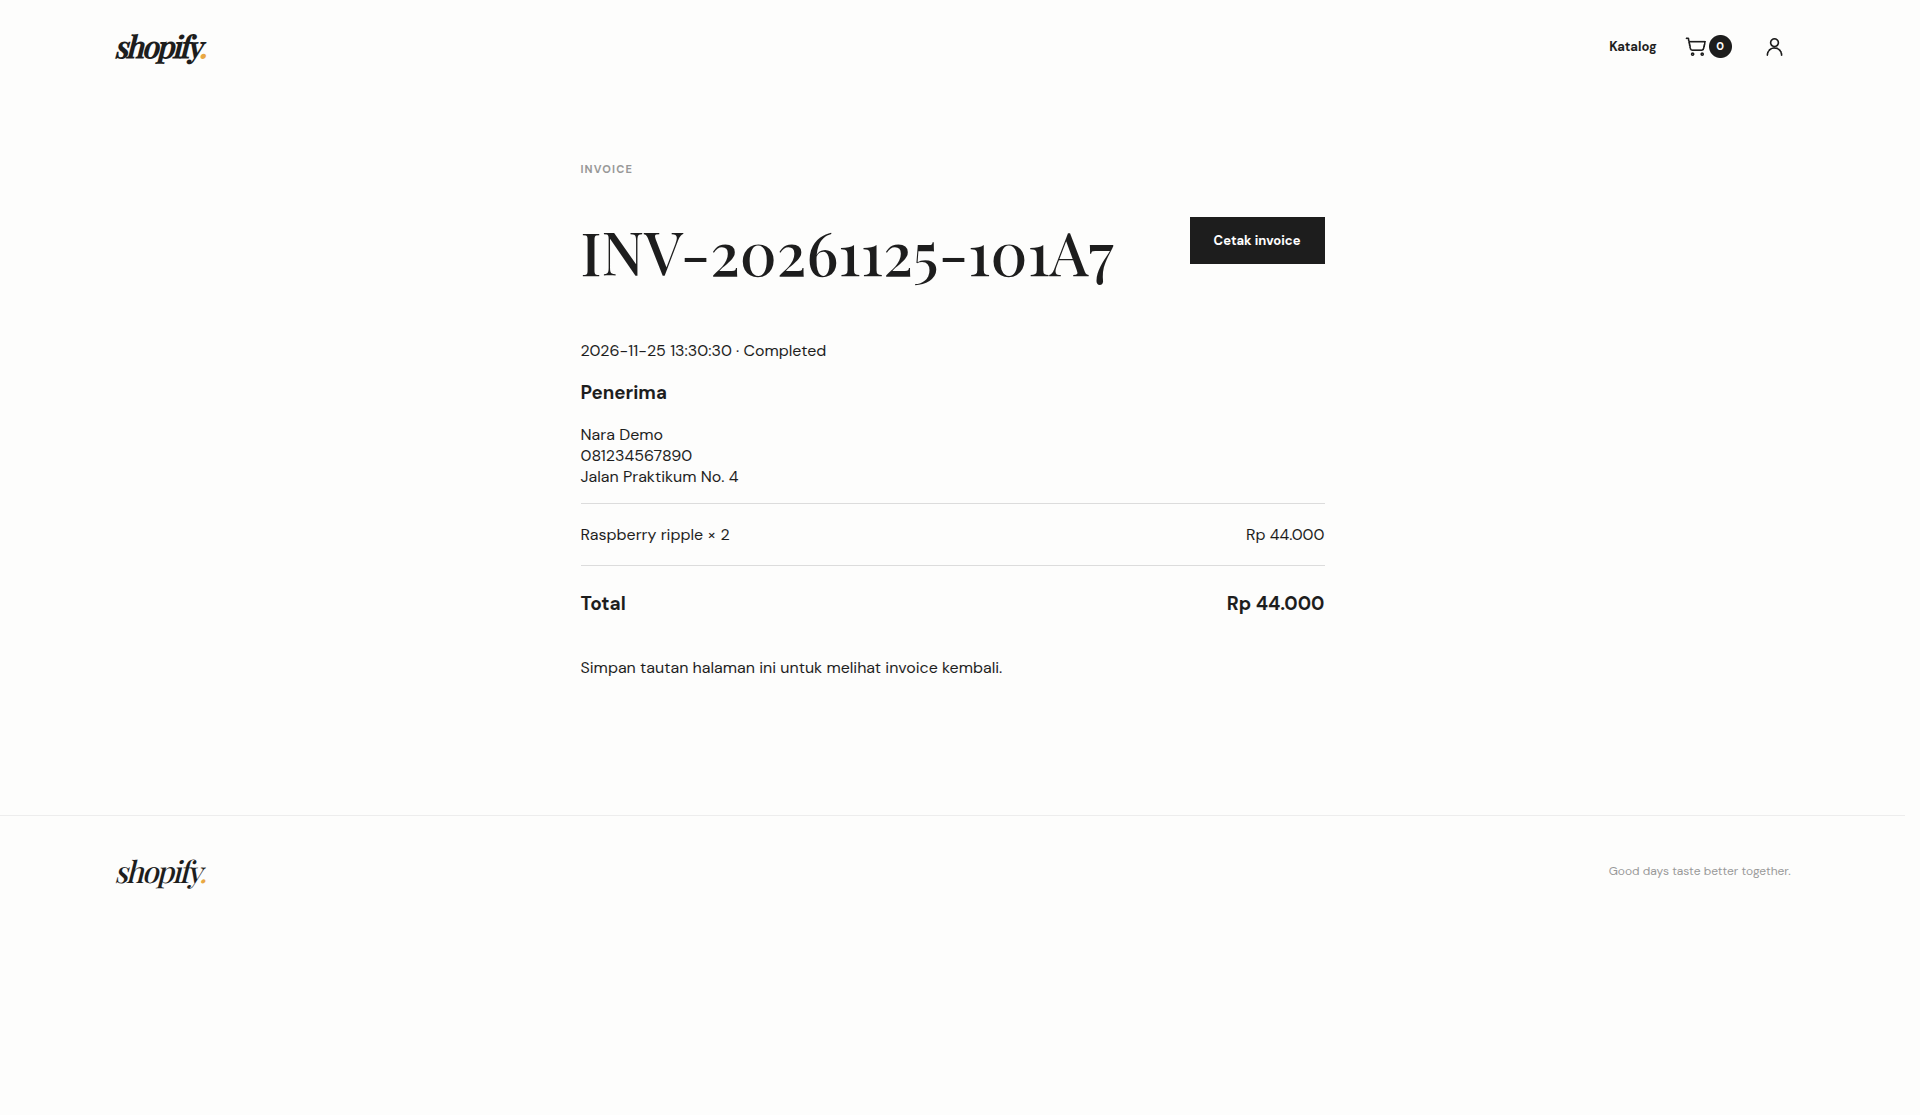 shopify.
Katalog
0
INVOICE
INV-20261125-101A7
Cetak invoice
2026-11-25 13:30:30 · Completed
Penerima
Nara Demo
081234567890
Jalan Praktikum No. 4
Raspberry ripple × 2
Rp 44.000
Total
Rp 44.000
Simpan tautan halaman ini untuk melihat invoice kembali.
shopify.
Good days taste better together.